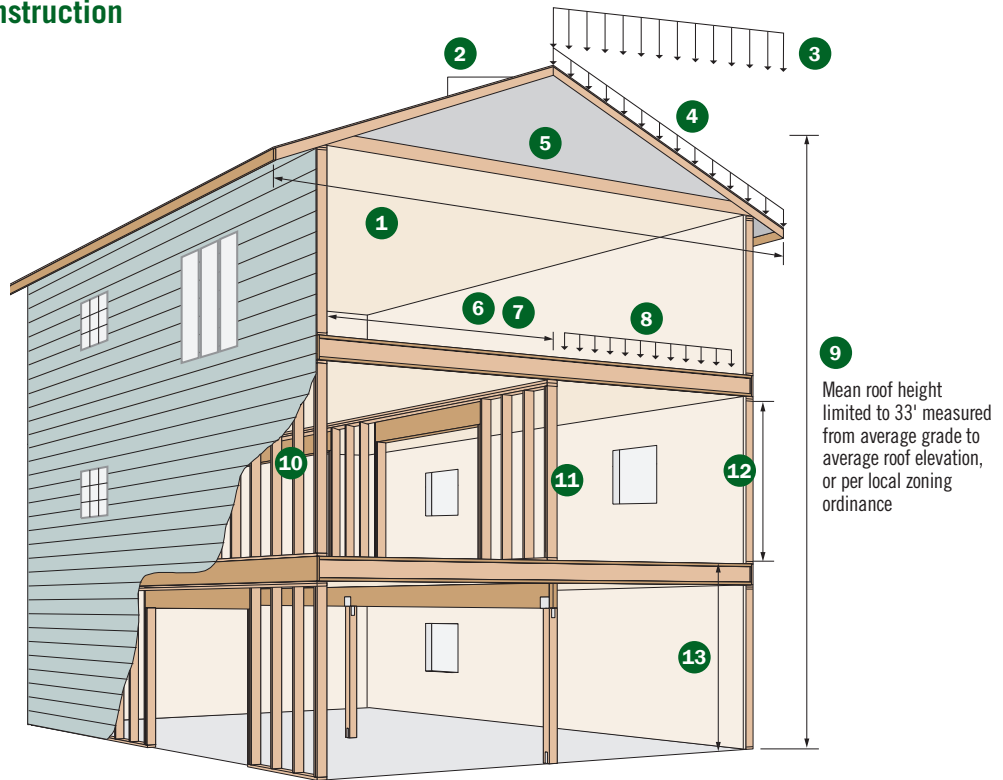 nstruction
2
3
4
5
1
6 7
8
9
Mean roof height
limited to 33' measured
from average grade to
average roof elevation,
or per local zoning
ordinance
10
11
12
13